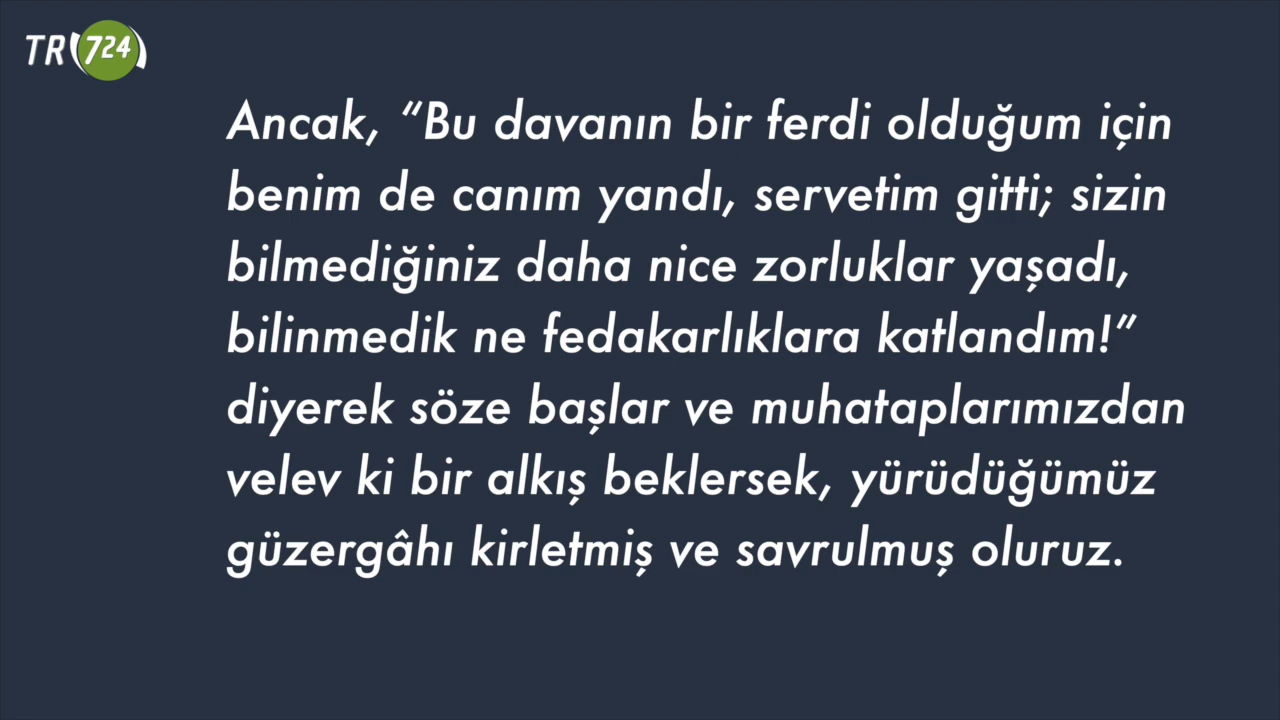 TR724
Ancak, “Bu davanın bir ferdi olduğum için
benim de canım yandı, servetim gitti; sizin
bilmediğiniz daha nice zorluklar yaşadı,
bilinmedik ne fedakarlıklara katlandım!”
diyerek söze başlar ve muhataplarımızdan
velev ki bir alkış beklersek, yürüdüğümüz
güzergâhı kirletmiş ve savrulmuş oluruz.